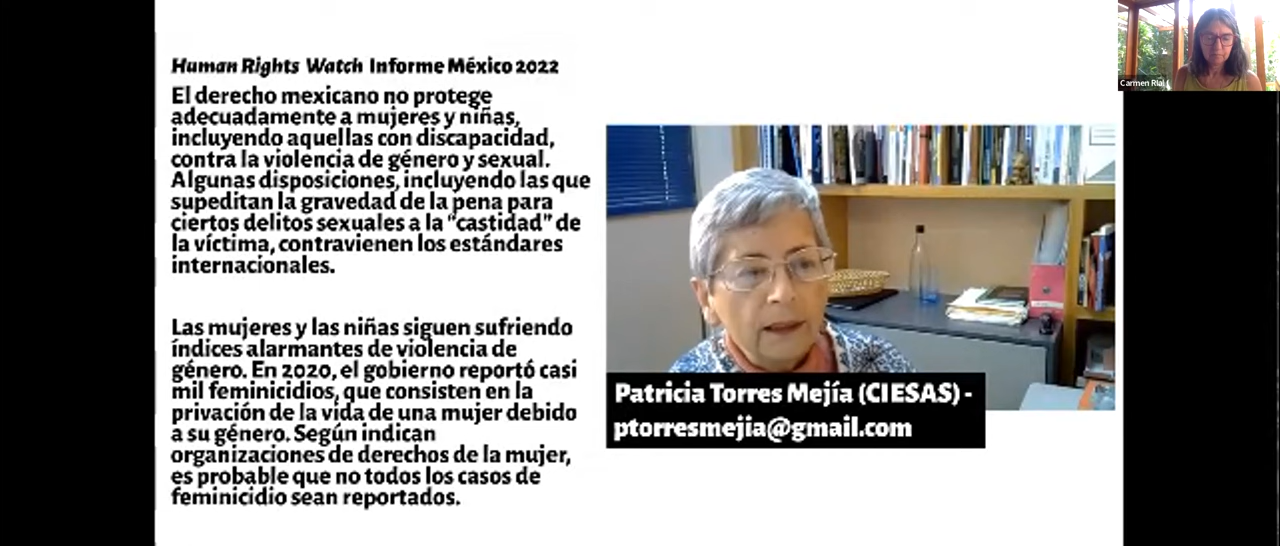 Human Rights Watch Informe México 2022
El derecho mexicano no protege
adecuadamente a mujeres y niñas,
incluyendo aquellas con discapacidad,
contra la violencia de género y sexual.
Algunas disposiciones, incluyendo las que
supeditan la gravedad de la pena para
ciertos delitos sexuales a la "castidad" de
la víctima, contravienen los estándares
internacionales.
Las mujeres y las niñas siguen sufriendo
índices alarmantes de violencia de
género. En 2020, el gobierno reportó casi
mil feminicidios, que consisten en la
privación de la vida de una mujer debido
a su género. Según indican
organizaciones de derechos de la mujer,
es probable que no todos los casos de
feminicidio sean reportados.
Patricia Torres Mejía (CIESAS) -
ptorresmejia@gmail.com
Carmen Rial